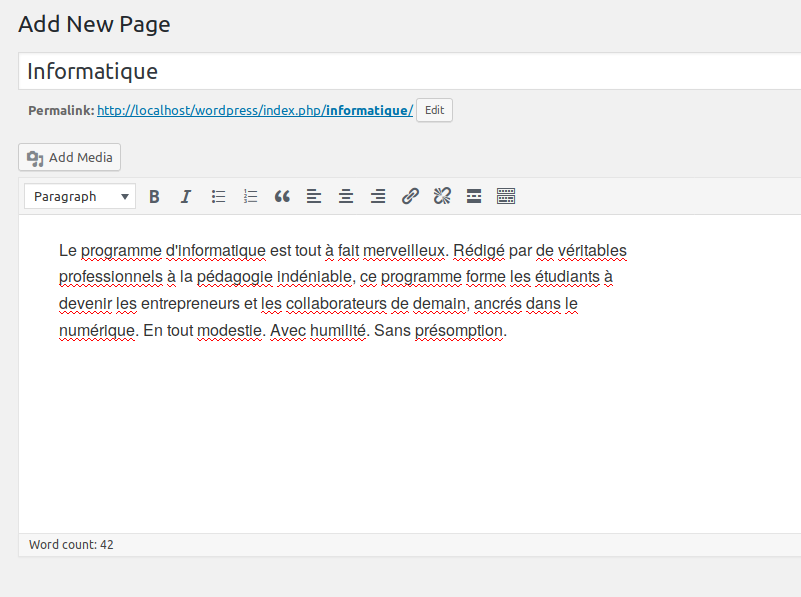 Add New Page
Informatique
Permalink: http://localhost/wordpress/index.php/informatique/ Edit
Add Media
Paragraph B I
Le programme d'informatique est tout à fait merveilleux. Rédigé par de véritables
professionnels à la pédagogie indéniable, ce programme forme les étudiants à
devenir les entrepreneurs et les collaborateurs de demain, ancrés dans le
numérique. En tout modestie. Avec humilité. Sans présomption.
Word count: 42